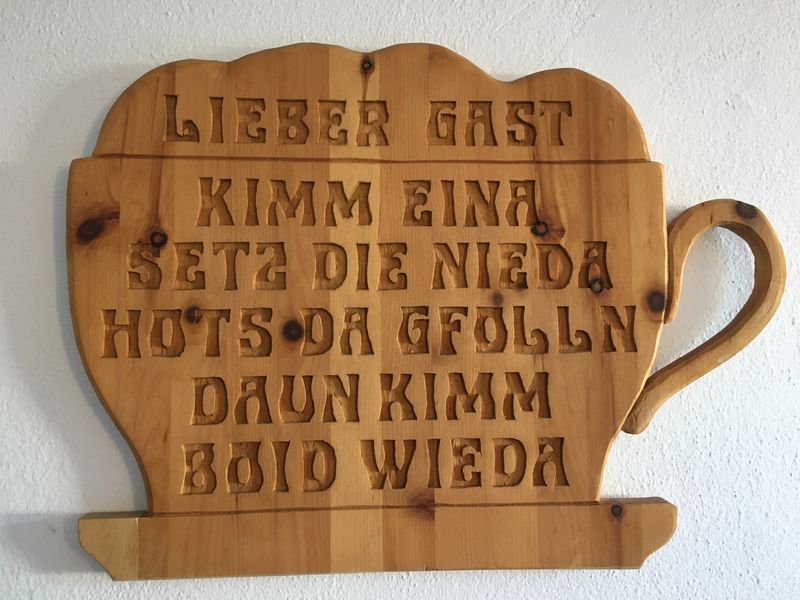 LIEBER GAST
KIMM EINA
SETZ DIE NIEDA
HOTS DA GFOLLN
DAUN KIMM
BOID WIEDA